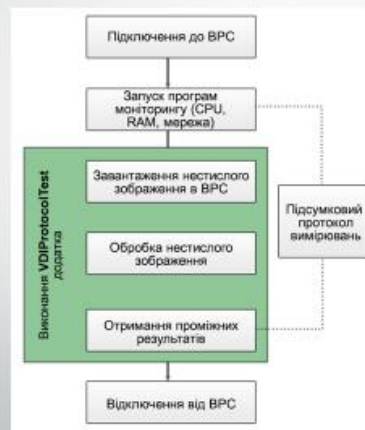 Підключення до ВРС
Запуск програм
моніторингу (CPU,
RAM, мережа)
Виконання VDIProtocolTest
додатка
Завантаження нестислого
зображення в ВРС
Обробка нестислого
зображення
Отримання проміжних
результатів
Підсумковий
протокол
вимірювань
Відключення від ВРС